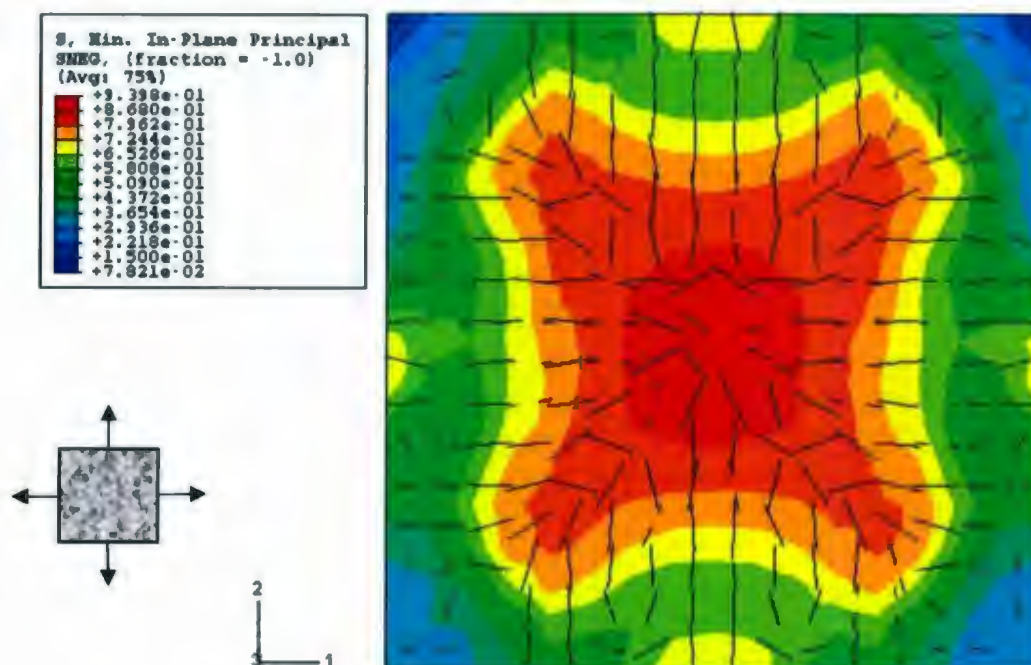 S, Min. In-Plane Principal
SNEG, (fraction = -1.0)
(Avg: 75%)
+9.398e-01
+8.680e-01
+7.962e-01
+7.244e-01
+6.526e-01
+5.808e-01
+5.090e-01
+4.372e-01
+3.654e-01
+2.936e-01
+2.218e-01
+1.500e-01
+7.821e-02
2
3
1